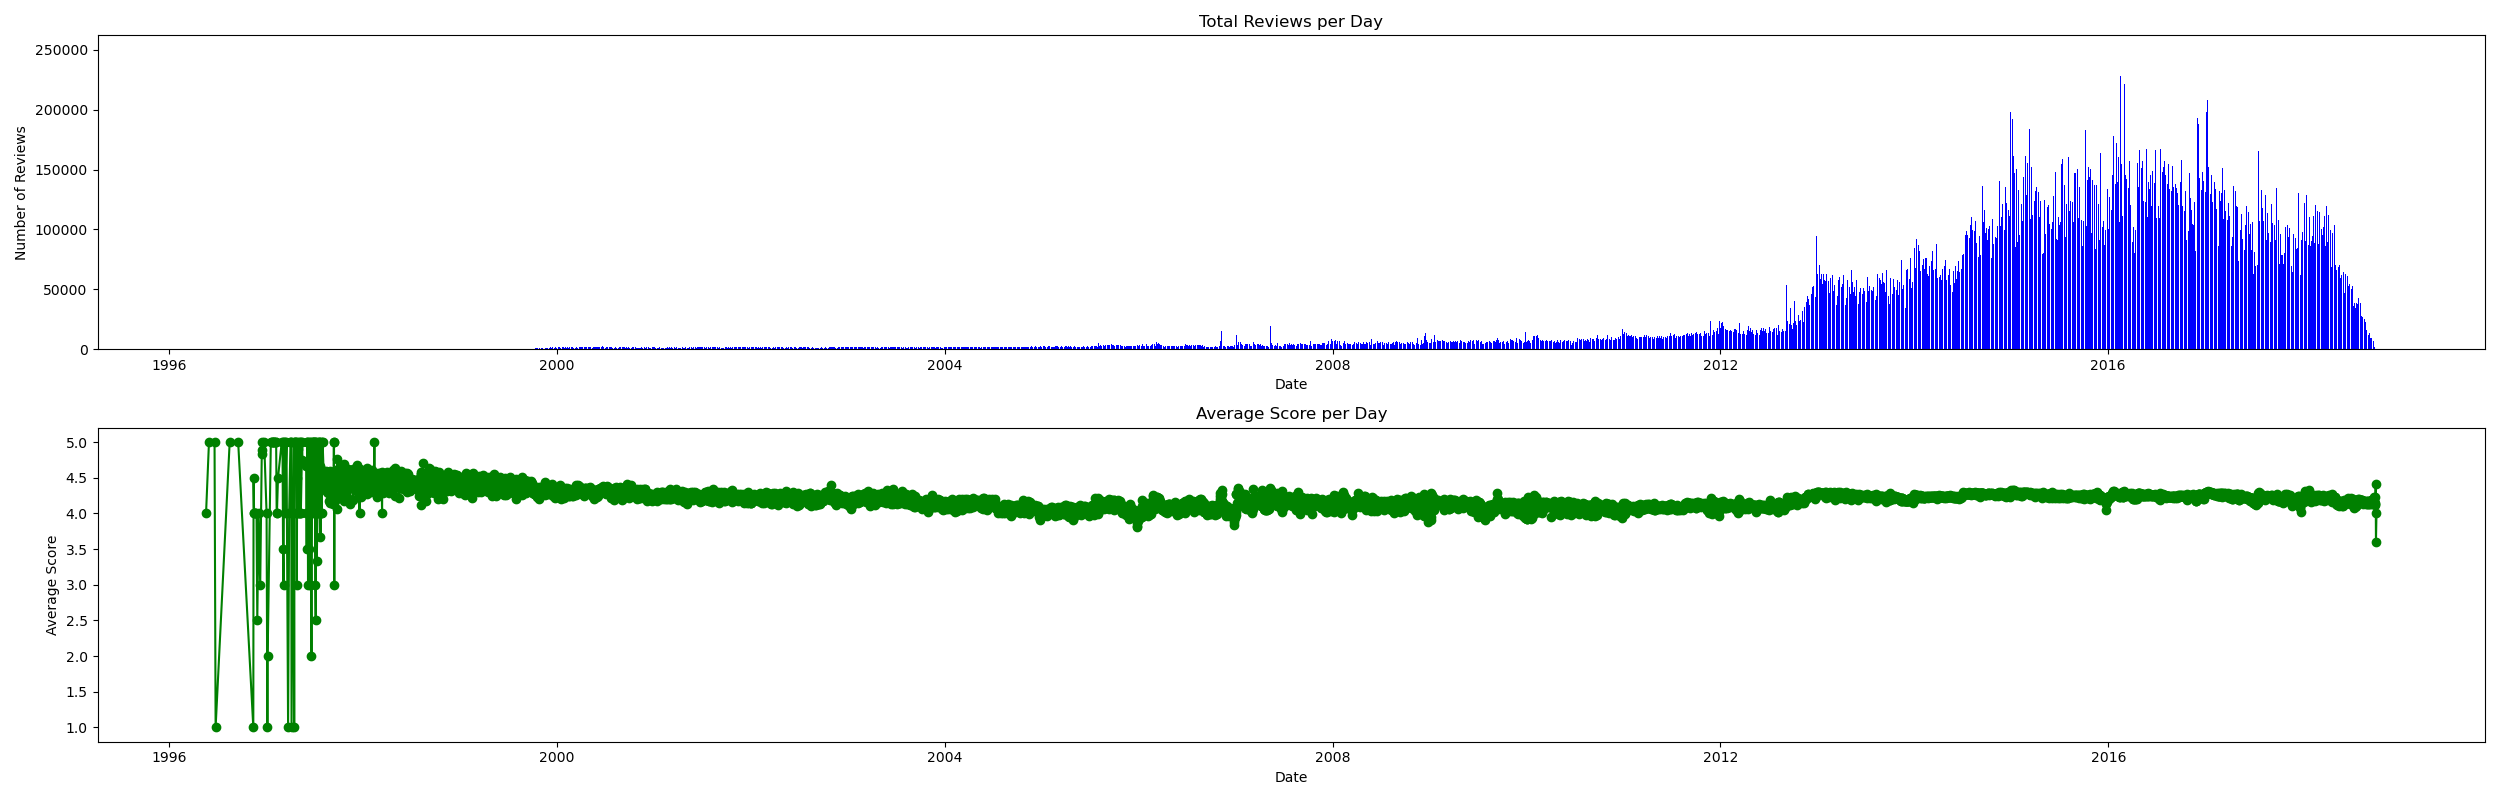 Total Reviews per Day
250000
200000
150000
100000
50000
0
Number of Reviews
1996 2000 2004 2008 2012 2016
Date
Average Score per Day
5.0
4.5
4.0
3.5
3.0
2.5
2.0
1.5
1.0
Average Score
1996 2000 2004 2008 2012 2016
Date